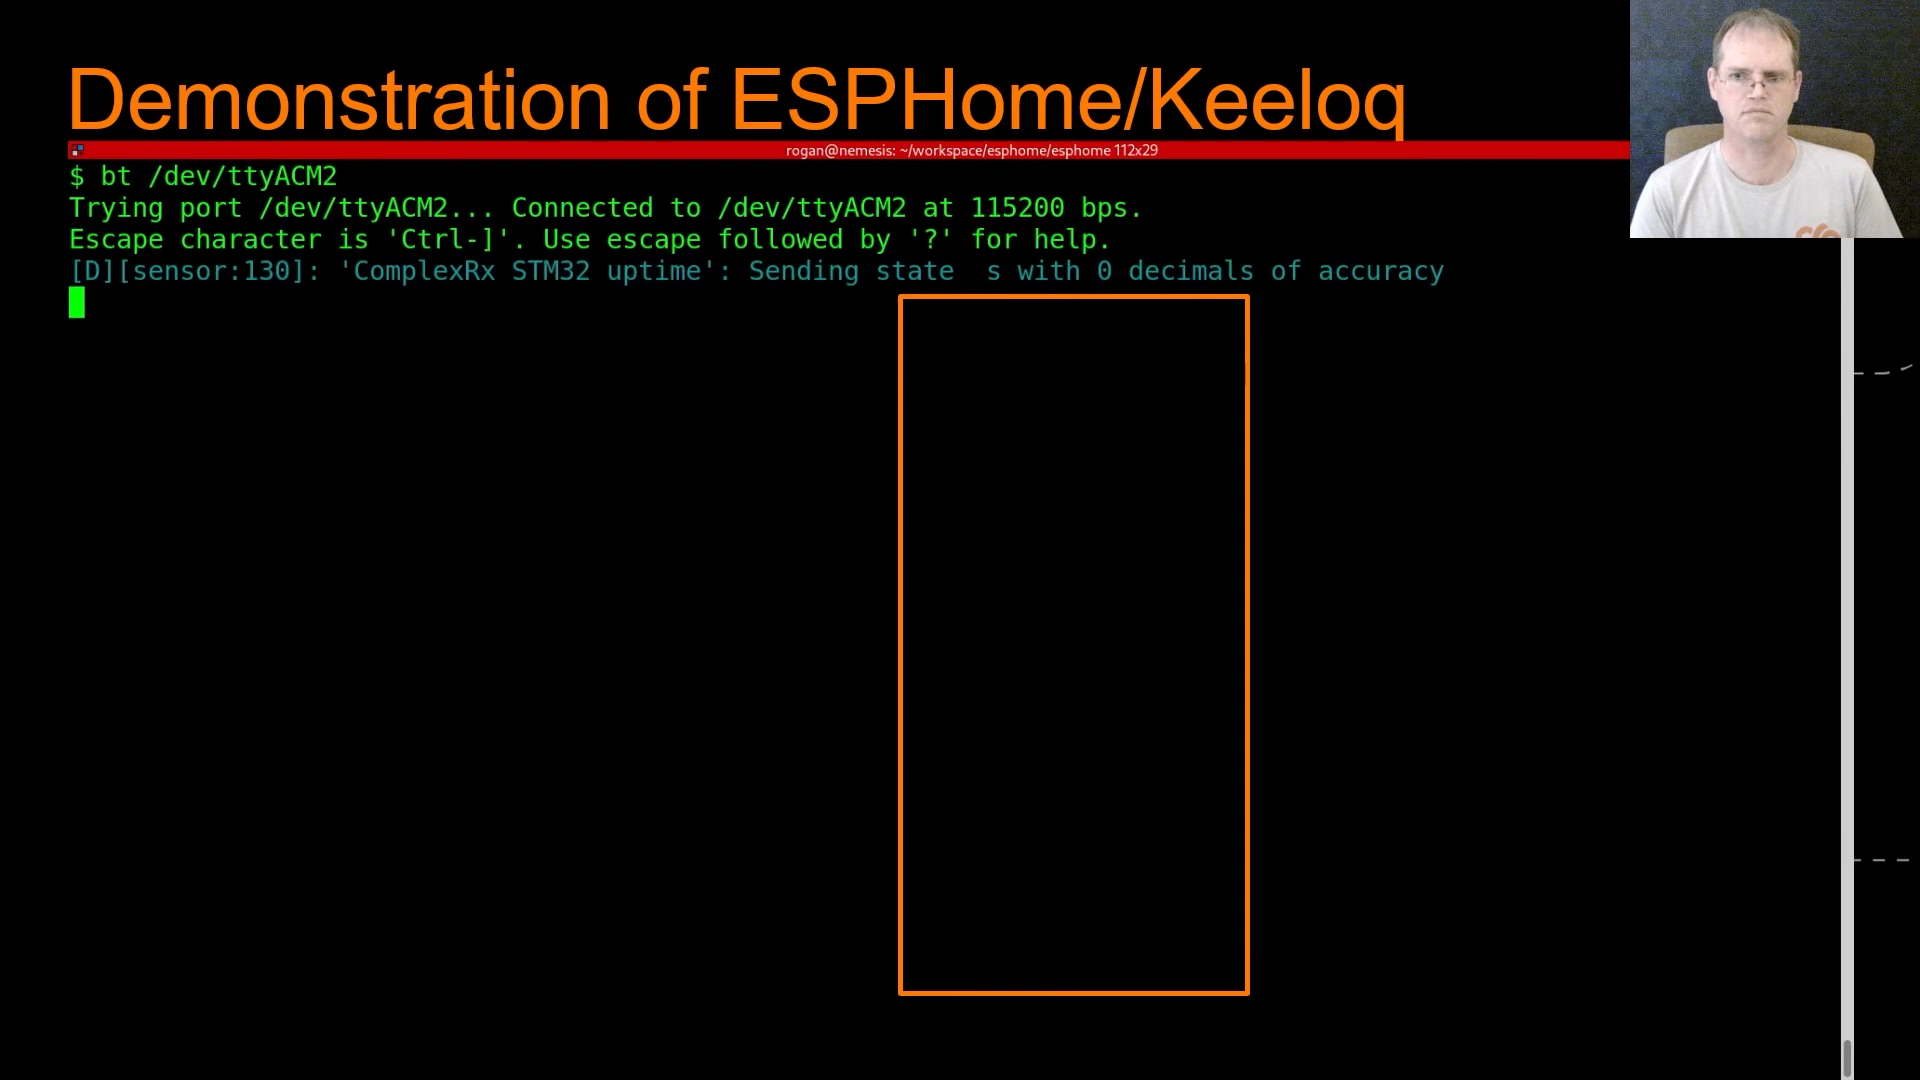 Demonstration of ESPHome/Keeloq
rogan@nemesis: ~/workspace/esphome/esphome 112x29
$ bt /dev/ttyACM2
Trying port /dev/ttyACM2... Connected to /dev/ttyACM2 at 115200 bps.
Escape character is 'Ctrl-]'. Use escape followed by '?' for help.
[D][sensor:130]: 'ComplexRx STM32 uptime': Sending state  s with 0 decimals of accuracy